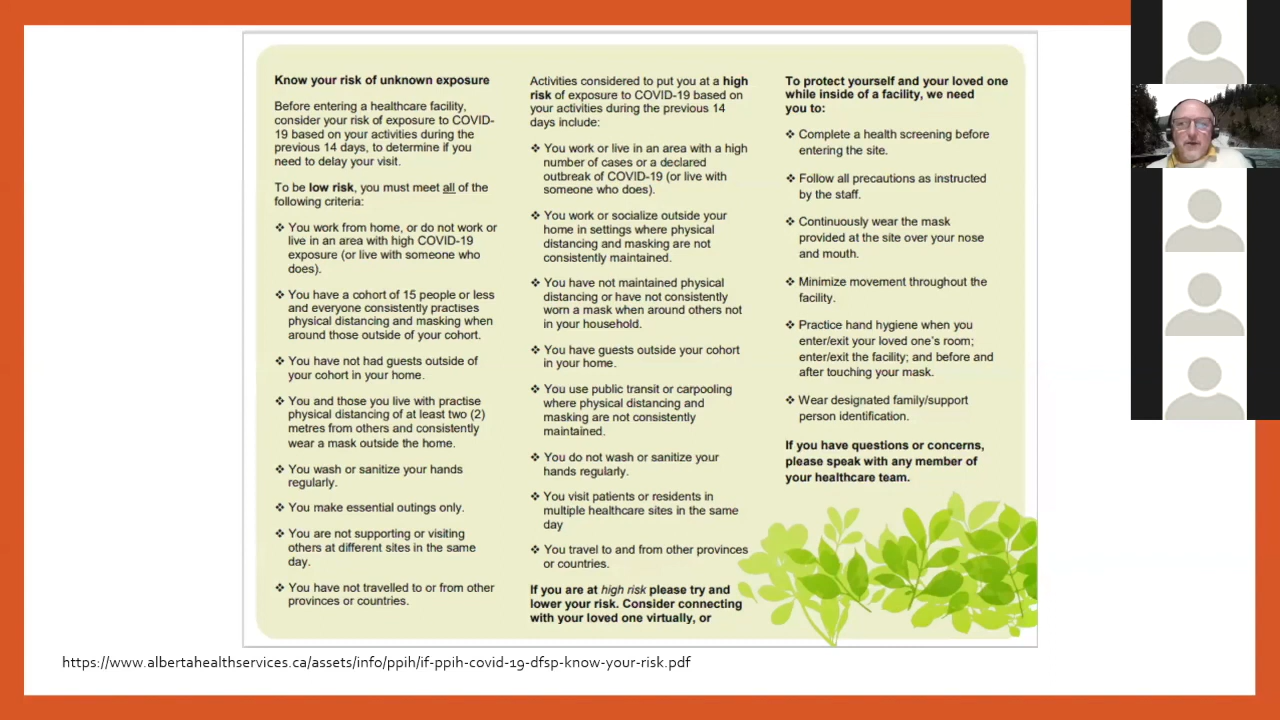 Know your risk of unknown exposure
Before entering a healthcare facility,
consider your risk of exposure to COVID-
19 based on your activities during the
previous 14 days, to determine if you
need to delay your visit.
To be low risk, you must meet all of the
following criteria:
❖ You work from home, or do not work or
live in an area with high COVID-19
exposure (or live with someone who
does).
❖ You have a cohort of 15 people or less
and everyone consistently practises
physical distancing and masking when
around those outside of your cohort.
❖ You have not had guests outside of
your cohort in your home.
❖ You and those you live with practise
physical distancing of at least two (2)
metres from others and consistently
wear a mask outside the home.
❖ You wash or sanitize your hands
regularly.
❖ You make essential outings only.
❖ You are not supporting or visiting
others at different sites in the same
day.
❖ You have not travelled to or from other
provinces or countries.
Activities considered to put you at a high
risk of exposure to COVID-19 based on
your activities during the previous 14
days include:
❖ You work or live in an area with a high
number of cases or a declared
outbreak of COVID-19 (or live with
someone who does).
❖ You work or socialize outside your
home in settings where physical
distancing and masking are not
consistently maintained.
❖ You have not maintained physical
distancing or have not consistently
worn a mask when around others not
in your household.
❖ You have guests outside your cohort
in your home.
❖ You use public transit or carpooling
where physical distancing and
masking are not consistently
maintained.
❖ You do not wash or sanitize your
hands regularly.
❖ You visit patients or residents in
multiple healthcare sites in the same
day
❖ You travel to and from other provinces
or countries.
If you are at high risk please try and
lower your risk. Consider connecting
with your loved one virtually, or
To protect yourself and your loved one
while inside of a facility, we need
you to:
❖ Complete a health screening before
entering the site.
❖ Follow all precautions as instructed
by the staff.
❖ Continuously wear the mask
provided at the site over your nose
and mouth.
❖ Minimize movement throughout the
facility.
❖ Practice hand hygiene when you
enter/exit your loved one's room;
enter/exit the facility; and before and
after touching your mask.
❖ Wear designated family/support
person identification.
If you have questions or concerns,
please speak with any member of
your healthcare team.
https://www.albertahealthservices.ca/assets/info/ppih/if-ppih-covid-19-dfsp-know-your-risk.pdf